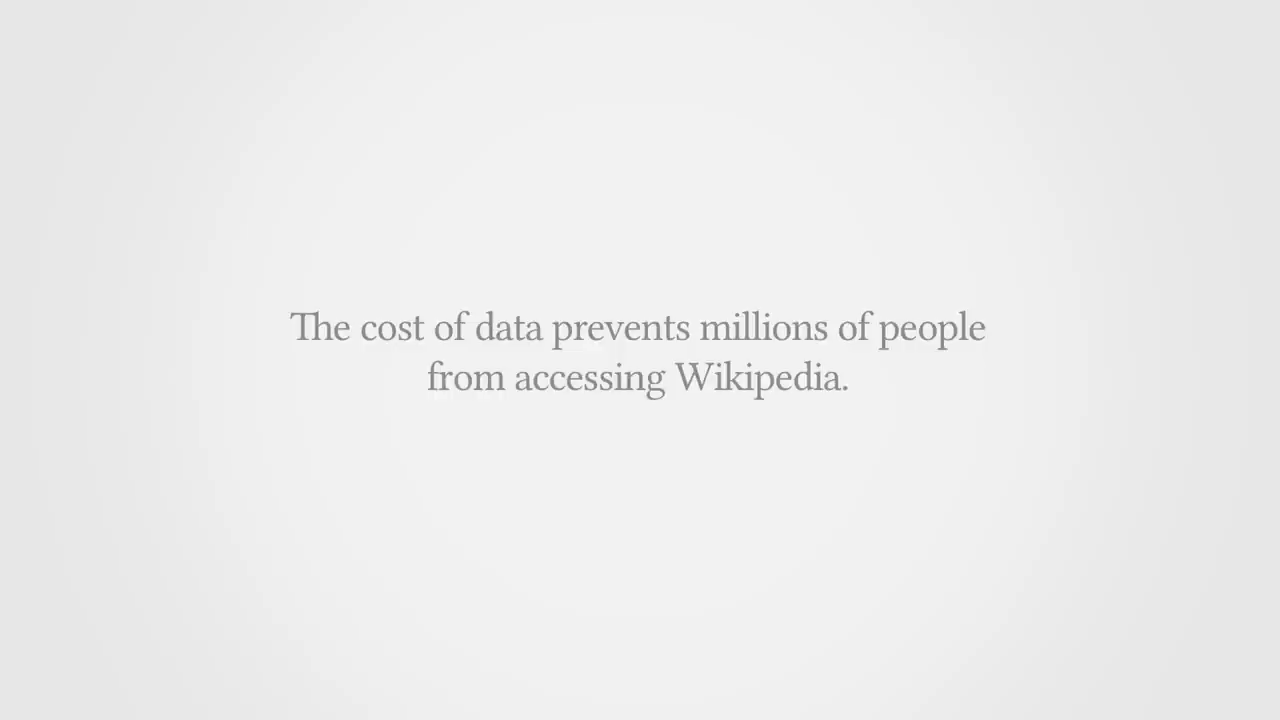 The cost of data prevents millions of people
from accessing Wikipedia.